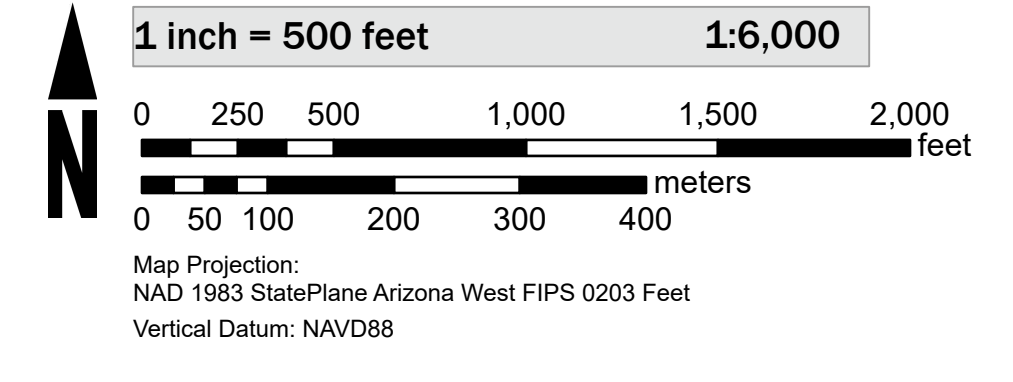 N
1 inch = 500 feet 1:6,000
0 250 500 1,000 1,500 2,000
feet
meters
0 50 100 200 300 400
Map Projection:
NAD 1983 StatePlane Arizona West FIPS 0203 Feet
Vertical Datum: NAVD88